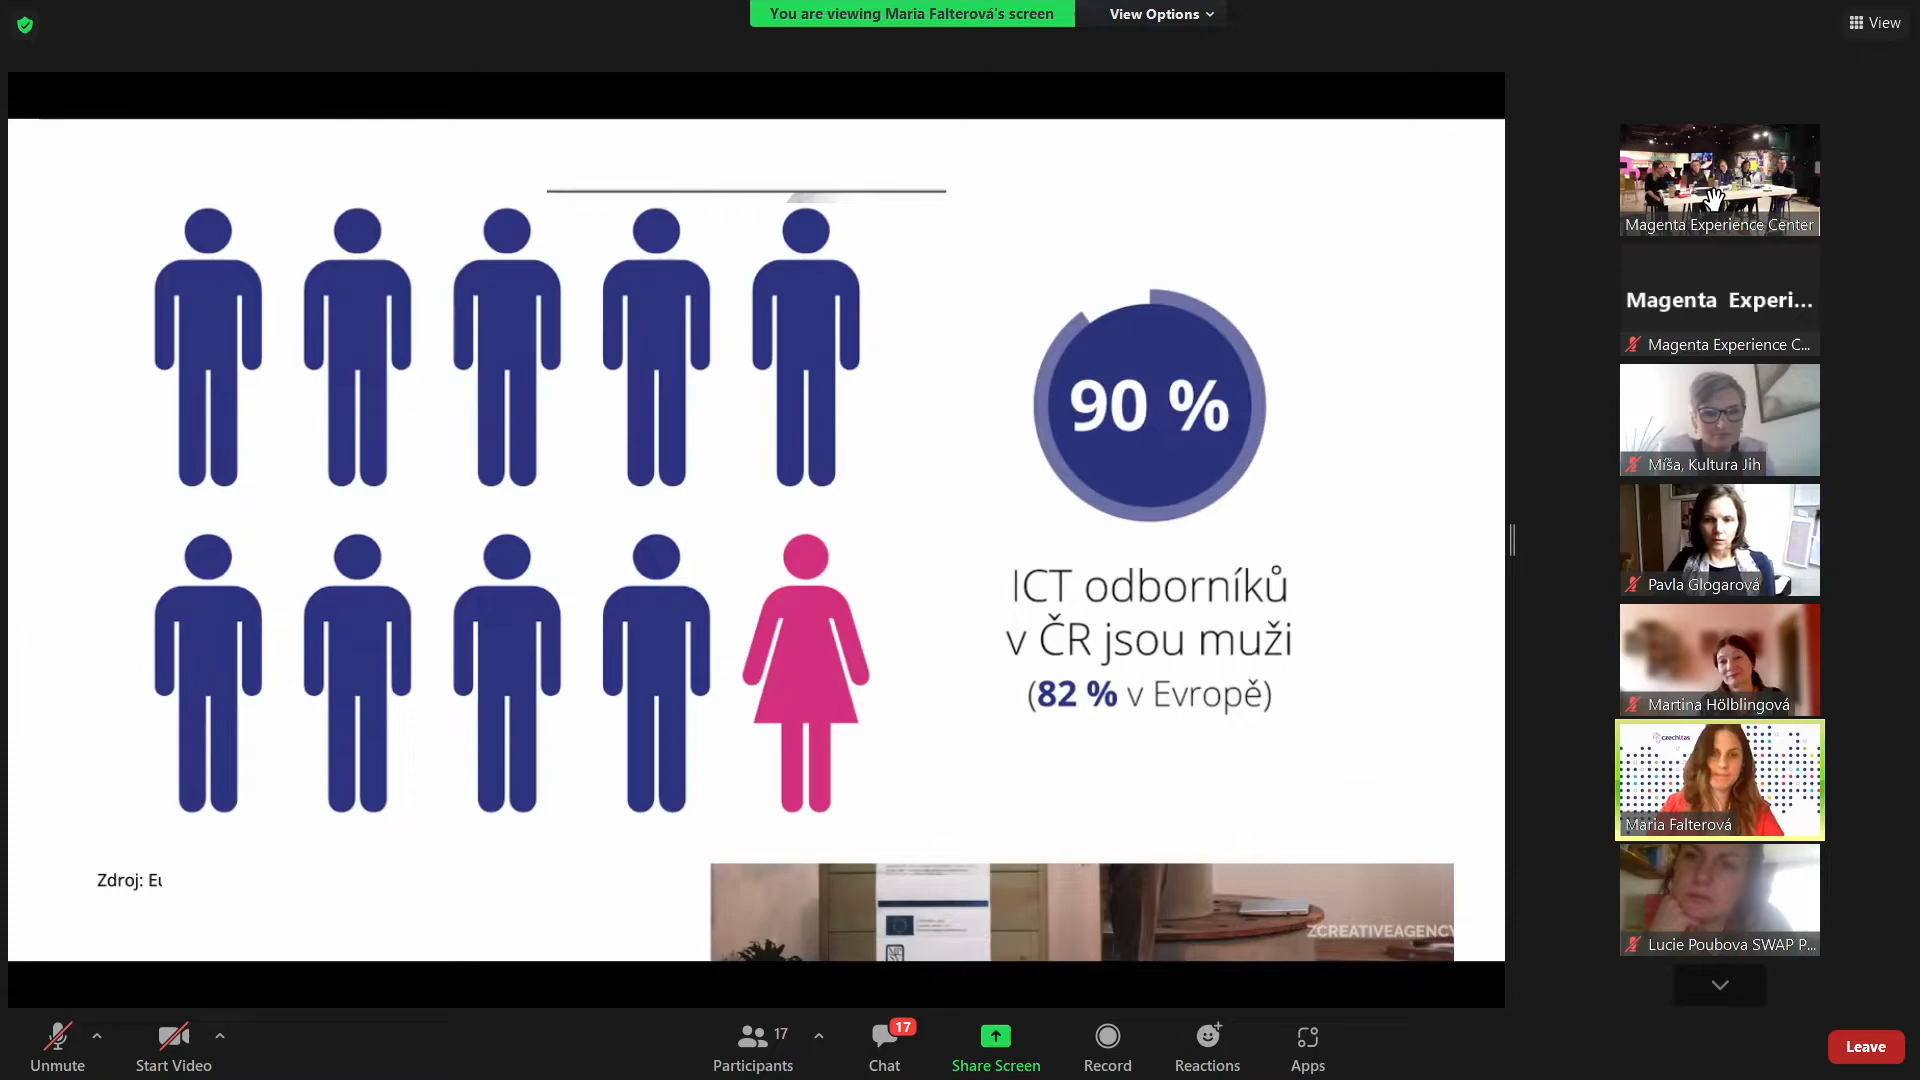 You are viewing Maria Falterová's screen
View Options
View
90 %
ICT odborníků
v ČR jsou muži
(82 % v Evropě)
Zdroj: Eu
ZCREATIVEAGENCY
Magenta Experience Center
Magenta Experi...
Magenta Experience C...
Míša, Kultura Jih
Pavla Glogarová
Martina Hölblingová
czechitas
Maria Falterová
Lucie Poubova SWAP P...
Unmute
Start Video
17
Participants
17
Chat
Share Screen
Record
Reactions
Apps
Leave